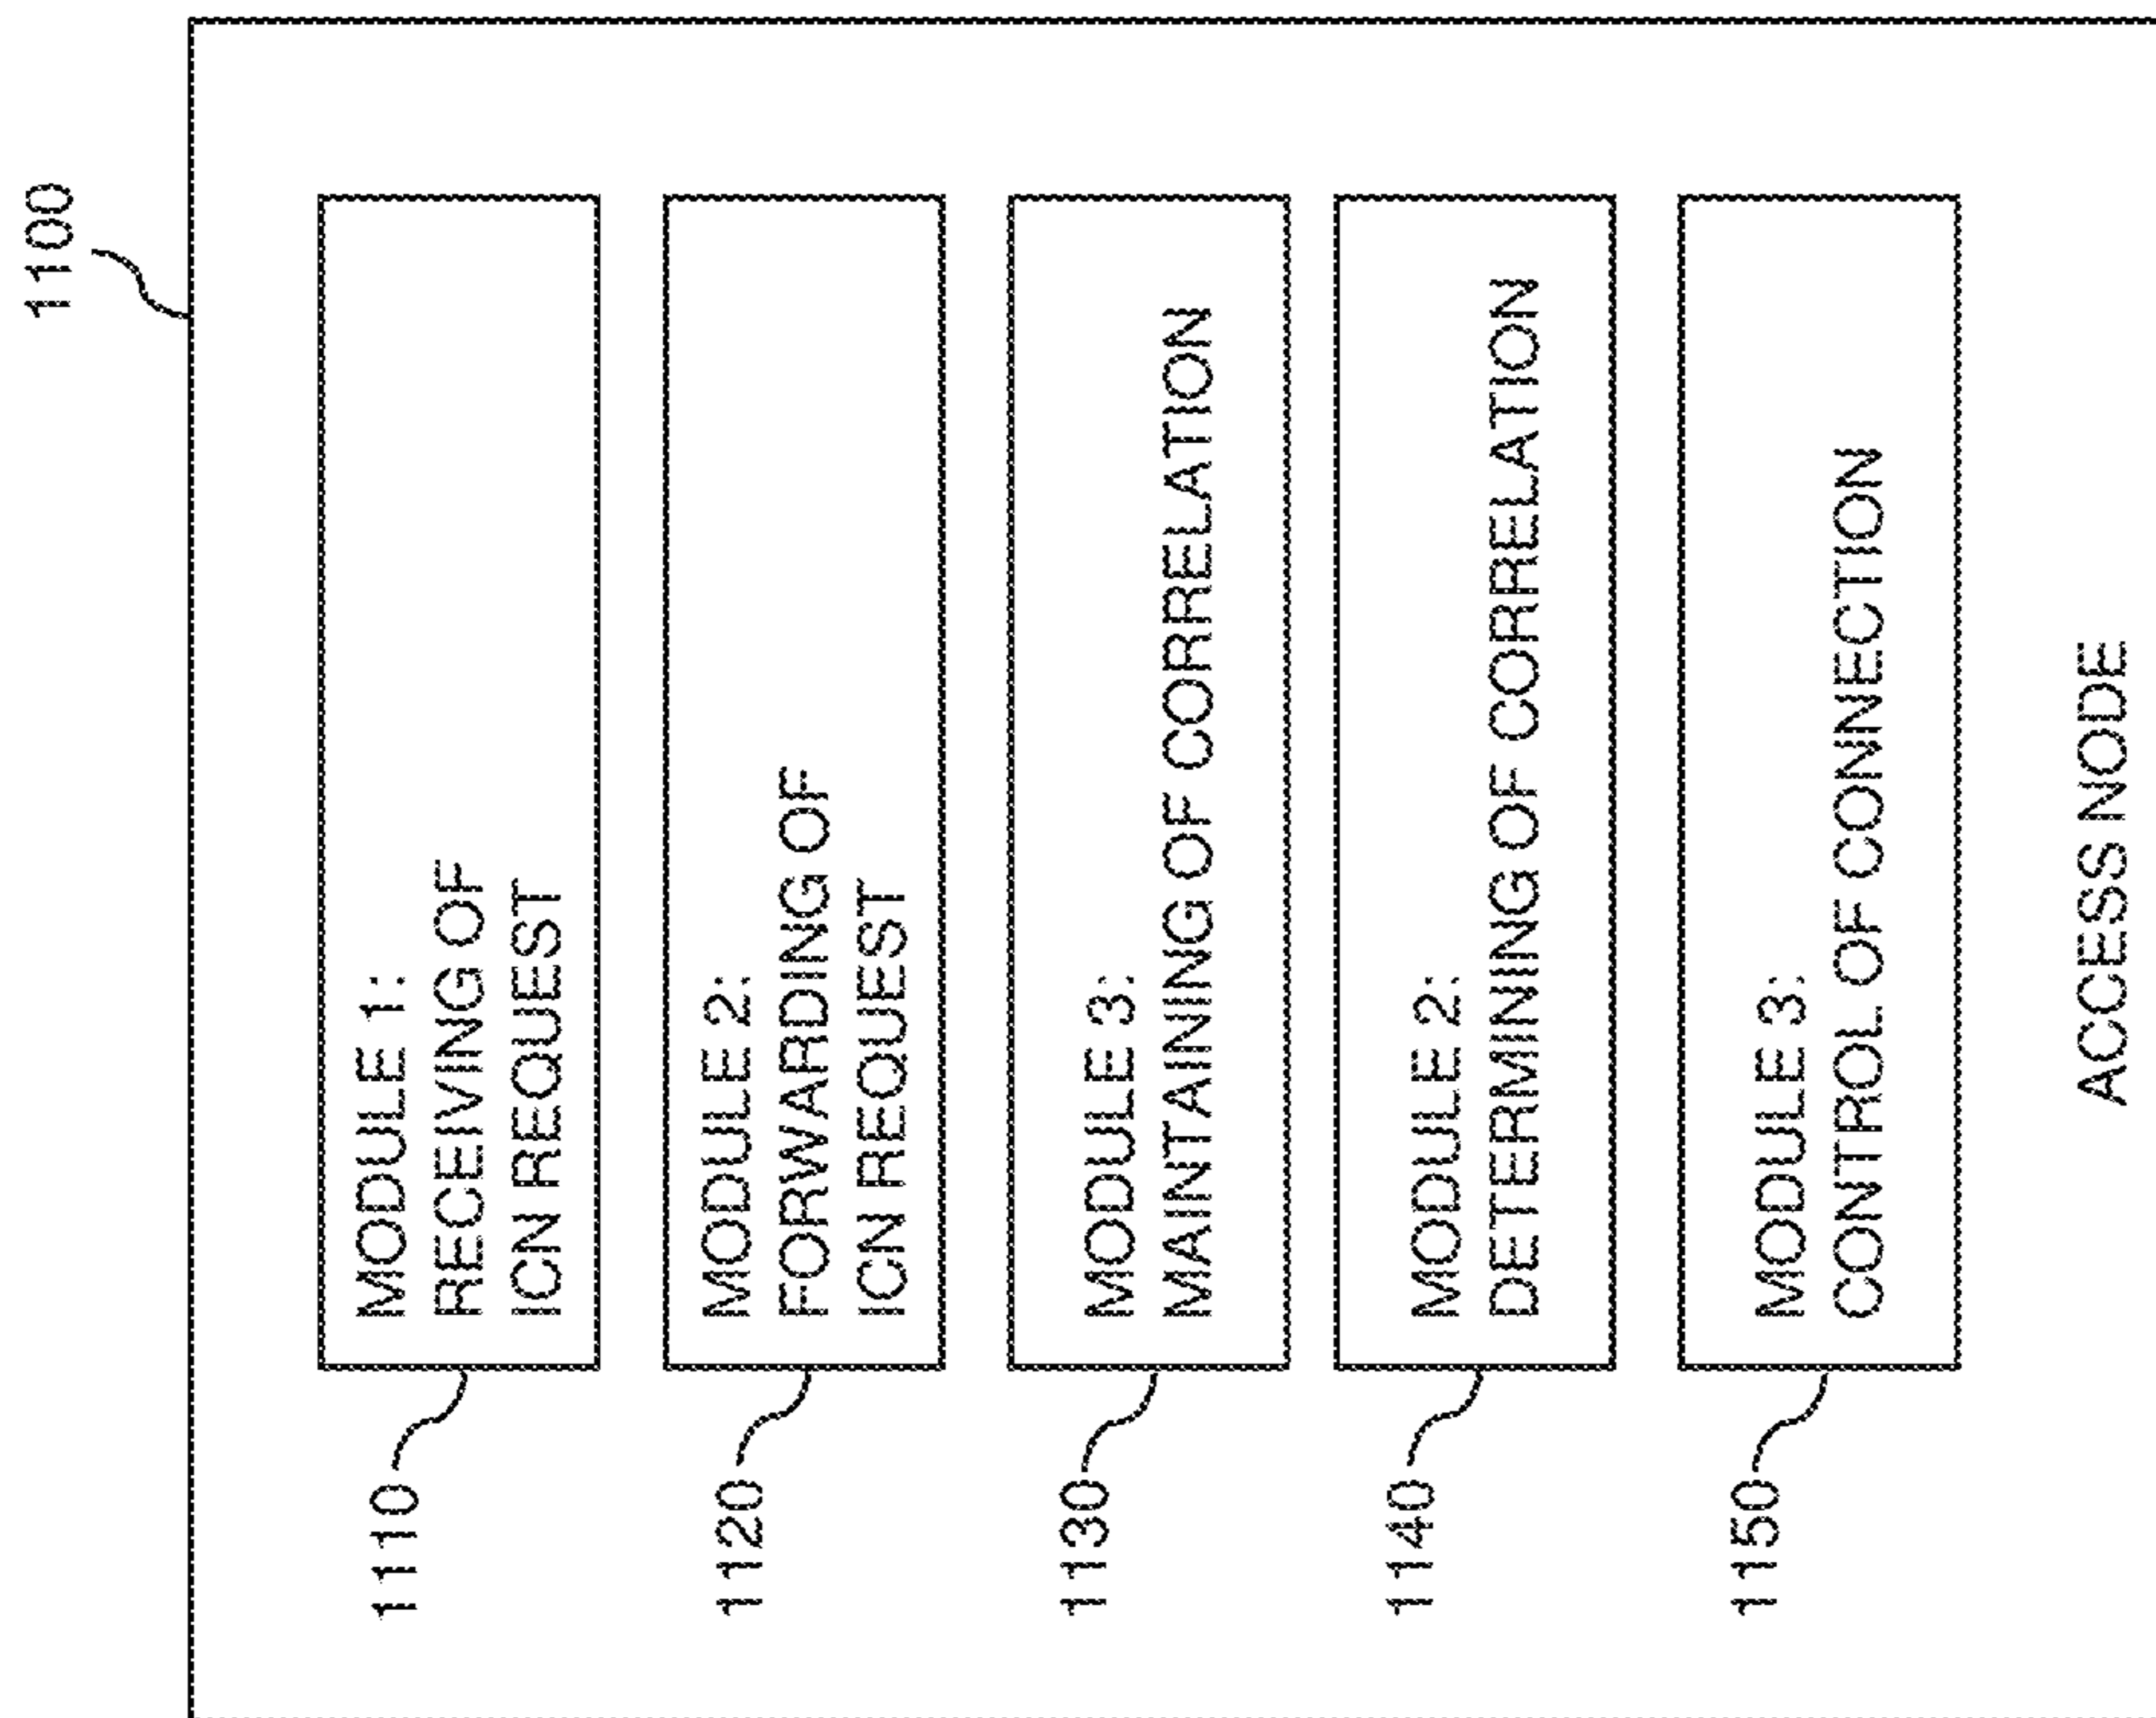 1100
1110
MODULE 1:
RECEIVING OF
ICN REQUEST
1120
MODULE 2:
FORWARDING OF
ICN REQUEST
1130
MODULE 3:
MAINTAINING OF CORRELATION
1140
MODULE 2:
DETERMINING OF CORRELATION
1150
MODULE 3:
CONTROL OF CONNECTION
ACCESS NODE